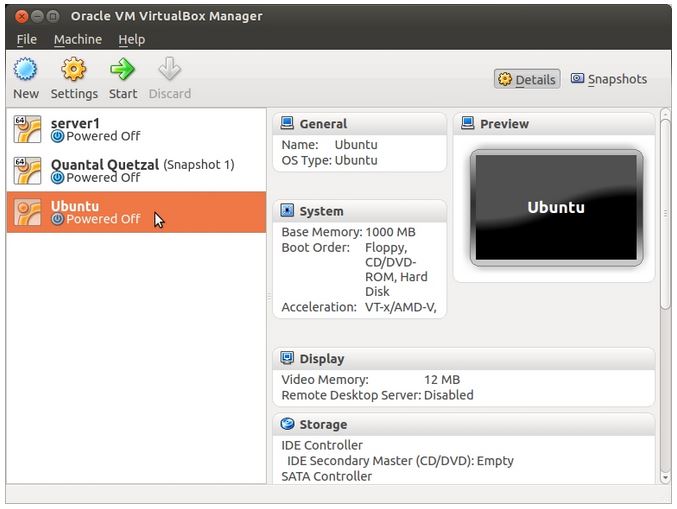 Oracle VM VirtualBox Manager
File Machine Help
New Settings Start Discard
Details Snapshots
64 server1
Powered Off
64 Quantal Quetzal (Snapshot 1)
Powered Off
Ubuntu
Powered Off
General
Name: Ubuntu
OS Type: Ubuntu
System
Base Memory: 1000 MB
Boot Order: Floppy,
CD/DVD-
ROM, Hard
Disk
Acceleration: VT-x/AMD-V,
Preview
Ubuntu
Display
Video Memory: 12 MB
Remote Desktop Server: Disabled
Storage
IDE Controller
IDE Secondary Master (CD/DVD): Empty
SATA Controller